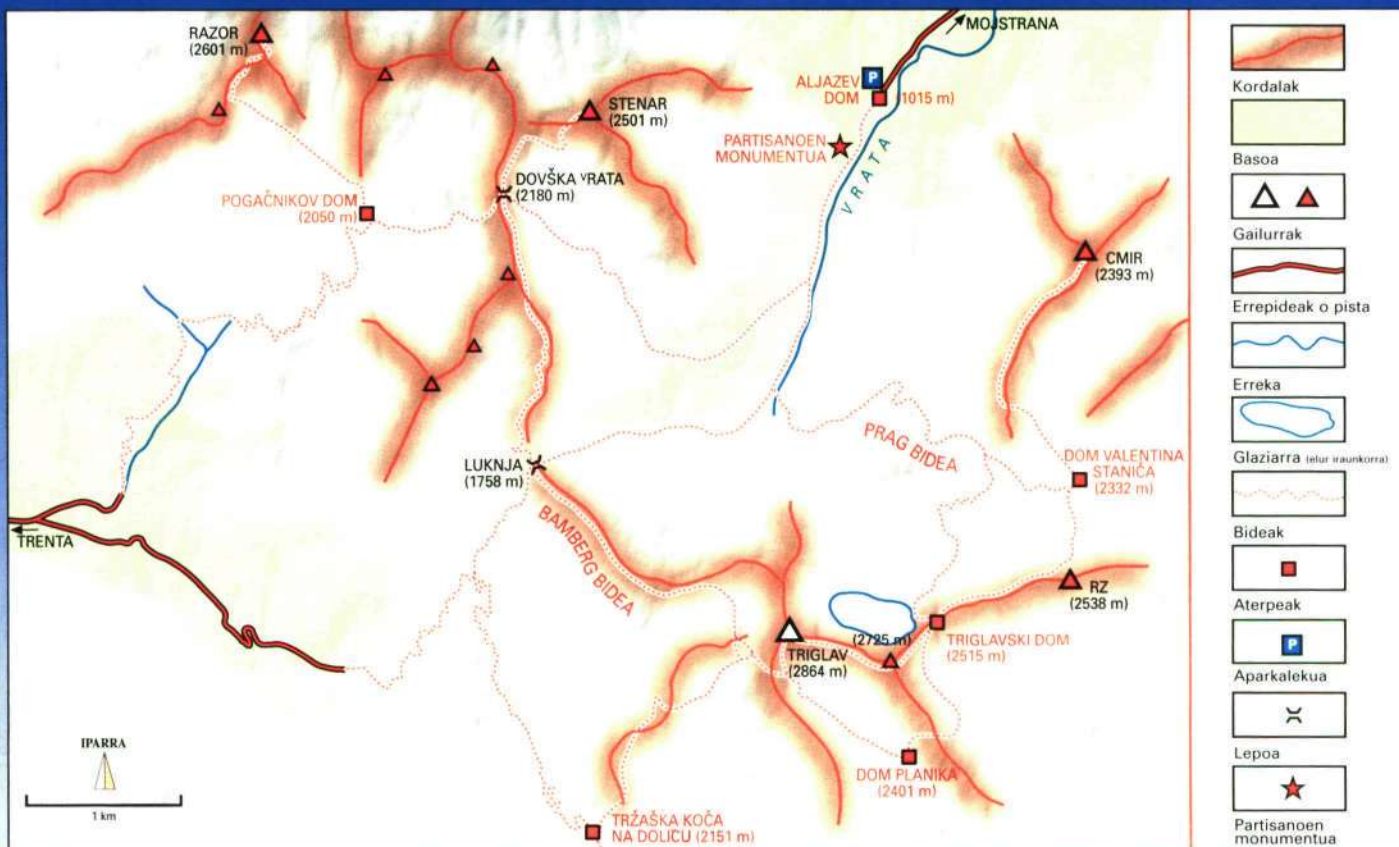 RAZOR
(2601 m)
MOJSTRANA
P
ALJAZEV
DOM
(1015 m)
STENAR
(2501 m)
PARTISANOEN
MONUMENTUA
VRATA
DOVŠKA VRATA
(2180 m)
POGAČNIKOV DOM
(2050 m)
CMIR
(2393 m)
PRAG BIDEA
DOM VALENTINA
STANIČA
(2332 m)
LUKNJA
(1758 m)
BAMBERG BIDEA
TRENTA
RZ
(2538 m)
(2725 m)
TRIGLAVSKI DOM
(2515 m)
TRIGLAV
(2864 m)
DOM PLANIKA
(2401 m)
TRŽAŠKA KOČA
NA DOLICU (2151 m)
IPARRA
1 km
Kordalak
Basoa
Gailurrak
Errepideak o pista
Erreka
Glaziarra (elur iraunkorra)
Bideak
Aterpeak
P
Aparkalekua
Lepoa
Partisanoen
monumentua